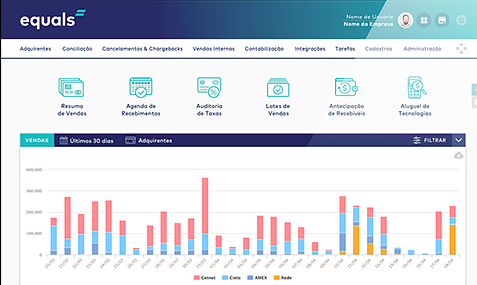 equals
Nome de Usuário
Nome da Empresa
Adquirentes Conciliação Cancelamentos & Chargebacks Vendas Internas Contabilização Integrações Tarefas Cadastros Administração
Resumo de Vendas
Agenda de Recebimentos
Auditoria de Taxas
Lotes de Vendas
Antecipação de Recebíveis
Aluguel de Tecnologias
VENDAS Últimos 30 dias Adquirentes FILTRAR
400.000
300.000
200.000
100.000
0
Getnet Cielo AMEX Rede